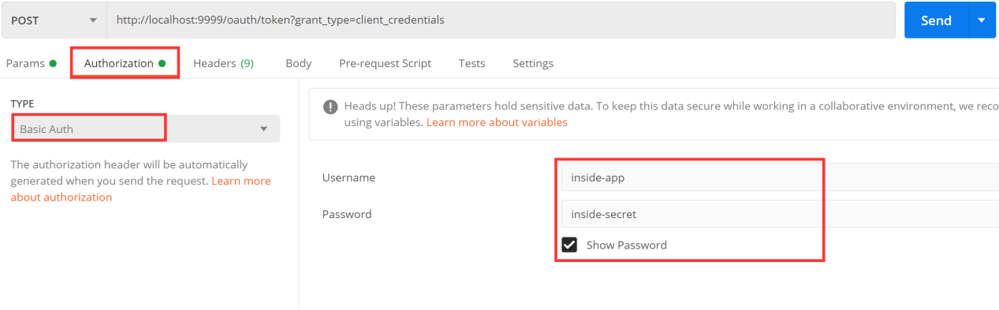 POST http://localhost:9999/oauth/token?grant_type=client_credentials Send
Params Authorization Headers (9) Body Pre-request Script Tests Settings
TYPE
Basic Auth
The authorization header will be automatically
generated when you send the request. Learn more
about authorization
Heads up! These parameters hold sensitive data. To keep this data secure while working in a collaborative environment, we reco
using variables. Learn more about variables
Username inside-app
Password inside-secret
Show Password